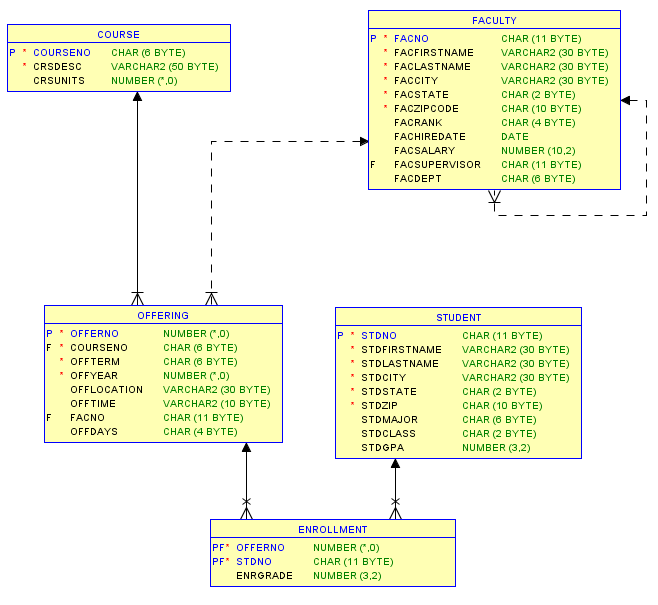 COURSE
P * COURSENO CHAR (6 BYTE)
* CRSDESC VARCHAR2 (50 BYTE)
CRSUNITS NUMBER (*,0)
FACULTY
P * FACNO CHAR (11 BYTE)
* FACFIRSTNAME VARCHAR2 (30 BYTE)
* FACLASTNAME VARCHAR2 (30 BYTE)
* FACCITY VARCHAR2 (30 BYTE)
* FACSTATE CHAR (2 BYTE)
* FACZIPCODE CHAR (10 BYTE)
FACRANK CHAR (4 BYTE)
FACHIREDATE DATE
FACSALARY NUMBER (10,2)
F FACSUPERVISOR CHAR (11 BYTE)
FACDEPT CHAR (6 BYTE)
OFFERING
P * OFFERNO NUMBER (*,0)
F * COURSENO CHAR (6 BYTE)
* OFFTERM CHAR (6 BYTE)
* OFFYEAR NUMBER (*,0)
OFFLOCATION VARCHAR2 (30 BYTE)
OFFTIME VARCHAR2 (10 BYTE)
F FACNO CHAR (11 BYTE)
OFFDAYS CHAR (4 BYTE)
STUDENT
P * STDNO CHAR (11 BYTE)
* STDFIRSTNAME VARCHAR2 (30 BYTE)
* STDLASTNAME VARCHAR2 (30 BYTE)
* STDCITY VARCHAR2 (30 BYTE)
* STDSTATE CHAR (2 BYTE)
* STDZIP CHAR (10 BYTE)
STDMAJOR CHAR (6 BYTE)
STDCLASS CHAR (2 BYTE)
STDGPA NUMBER (3,2)
ENROLLMENT
PF* OFFERNO NUMBER (*,0)
PF* STDNO CHAR (11 BYTE)
ENRGRADE NUMBER (3,2)